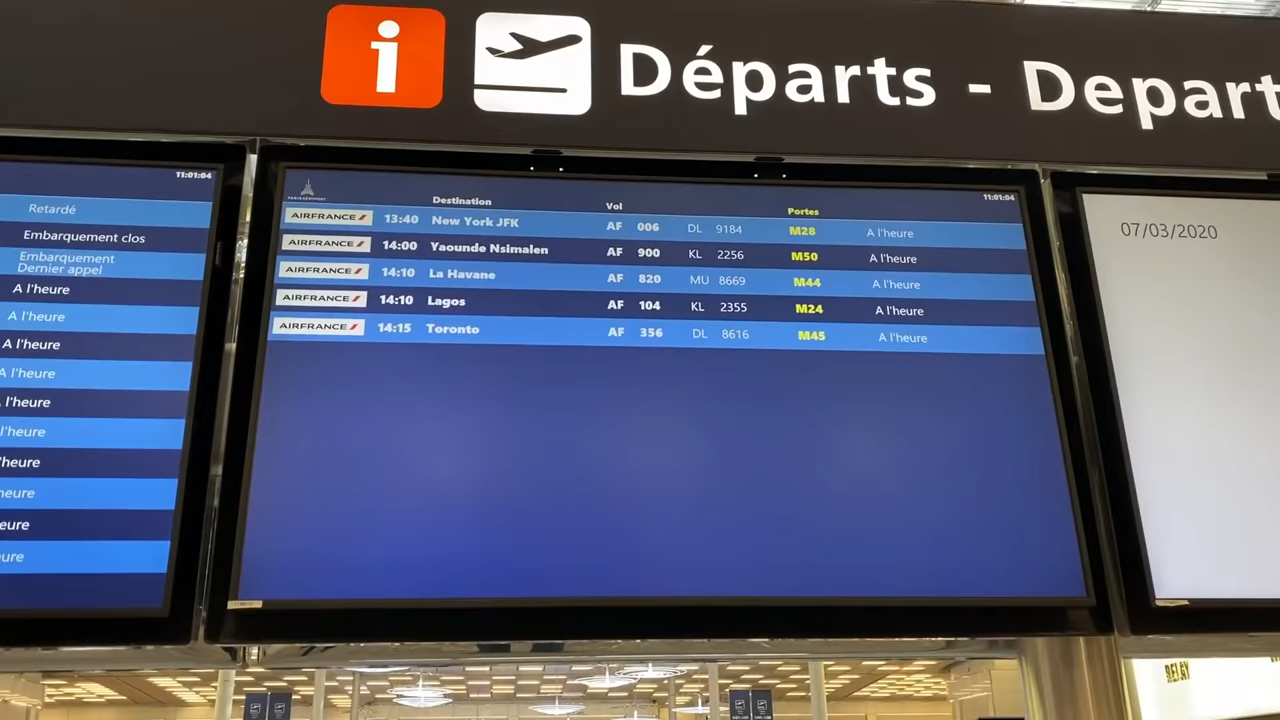 i Départs - Depart
11:01:04
Retardé
Embarquement clos
Embarquement
Dernier appel
A l'heure
A l'heure
A l'heure
A l'heure
l'heure
l'heure
'heure
heure
eure
ure
PARIS AÉROPORT
Destination Vol Portes 11:01:04
AIRFRANCE 13:40 New York JFK AF 006 DL 9184 M28 A l'heure
AIRFRANCE 14:00 Yaounde Nsimalen AF 900 KL 2256 M50 A l'heure
AIRFRANCE 14:10 La Havane AF 820 MU 8669 M44 A l'heure
AIRFRANCE 14:10 Lagos AF 104 KL 2355 M24 A l'heure
AIRFRANCE 14:15 Toronto AF 356 DL 8616 M45 A l'heure
07/03/2020
RELAY